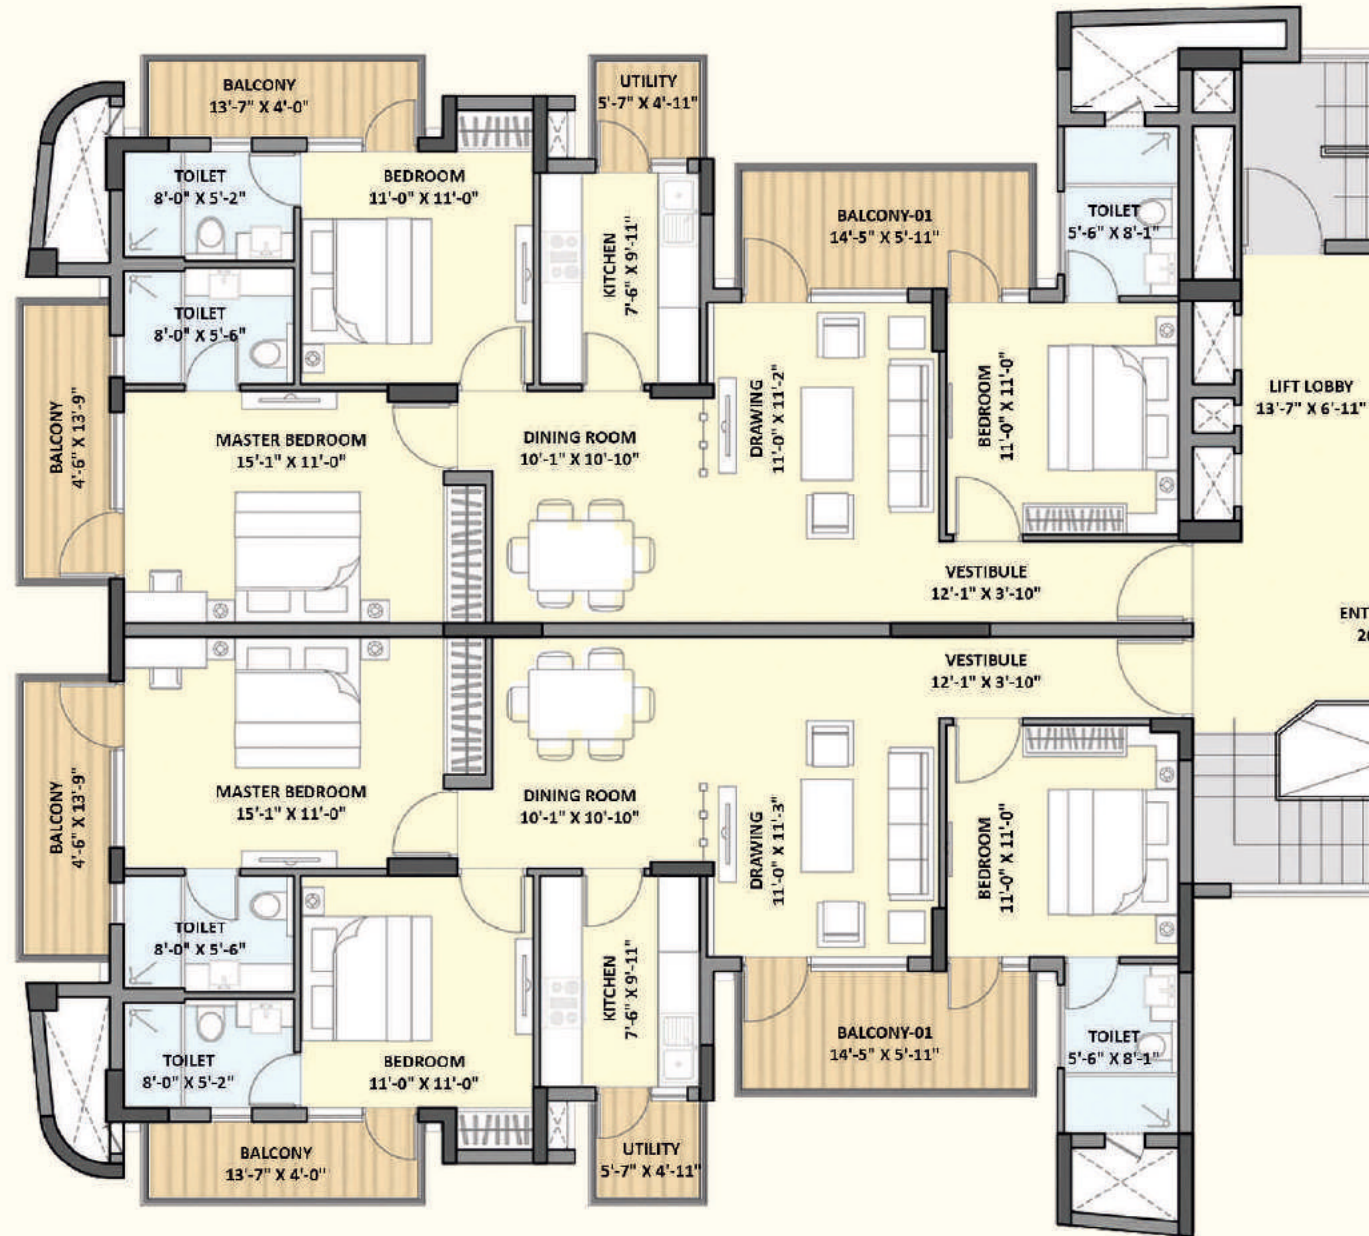 BALCONY
13'-7" X 4'-0"
UTILITY
5'-7" X 4'-11"
TOILET
8'-0" X 5'-2"
BEDROOM
11'-0" X 11'-0"
KITCHEN
7'-6" X 9'-11"
BALCONY-01
14'-5" X 5'-11"
TOILET
5'-6" X 8'-1"
TOILET
8'-0" X 5'-6"
BALCONY
4'-6" X 13'-9"
MASTER BEDROOM
15'-1" X 11'-0"
DINING ROOM
10'-1" X 10'-10"
DRAWING
11'-0" X 11'-2"
BEDROOM
11'-0" X 11'-0"
LIFT LOBBY
13'-7" X 6'-11"
VESTIBULE
12'-1" X 3'-10"
ENT
20
VESTIBULE
12'-1" X 3'-10"
BALCONY
4'-6" X 13'-9"
MASTER BEDROOM
15'-1" X 11'-0"
DINING ROOM
10'-1" X 10'-10"
DRAWING
11'-0" X 11'-3"
BEDROOM
11'-0" X 11'-0"
TOILET
8'-0" X 5'-6"
KITCHEN
7'-6" X 9'-11"
TOILET
8'-0" X 5'-2"
BEDROOM
11'-0" X 11'-0"
BALCONY-01
14'-5" X 5'-11"
TOILET
5'-6" X 8'-1"
BALCONY
13'-7" X 4'-0"
UTILITY
5'-7" X 4'-11"